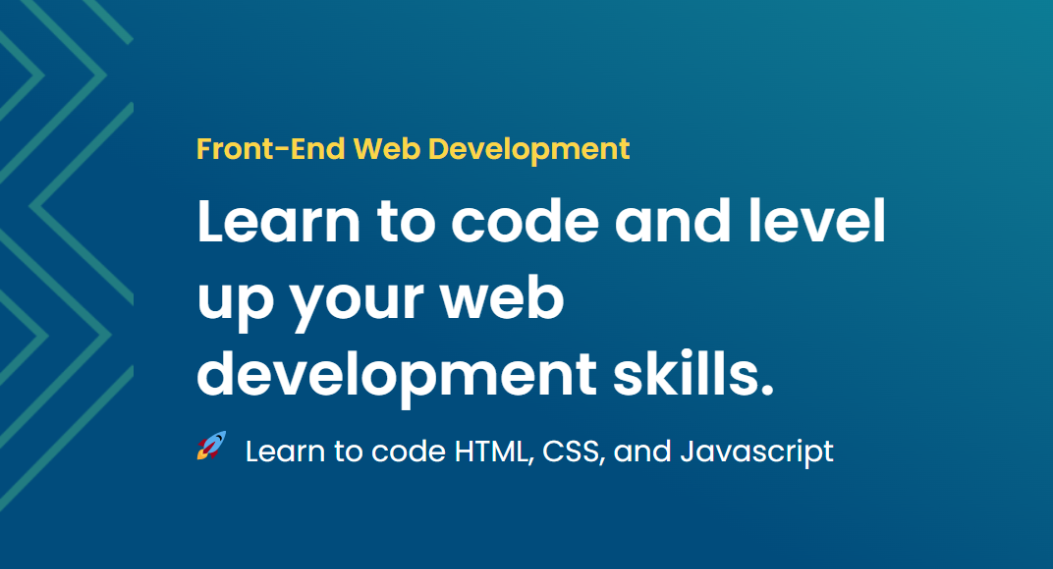 Front-End Web Development
Learn to code and level
up your web
development skills.
🚀 Learn to code HTML, CSS, and Javascript